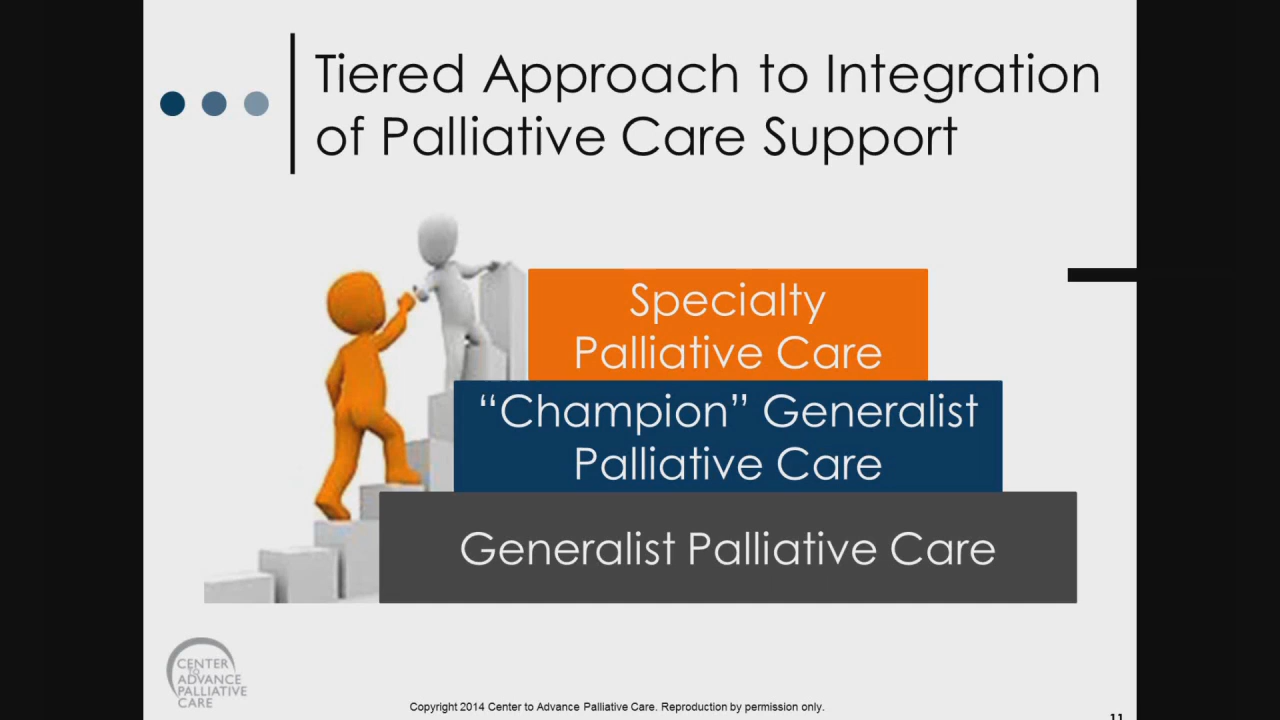 Tiered Approach to Integration
of Palliative Care Support
Specialty
Palliative Care
“Champion” Generalist
Palliative Care
Generalist Palliative Care
CENTER
TO
ADVANCE
PALLIATIVE
CARE
Copyright 2014 Center to Advance Palliative Care. Reproduction by permission only.
11